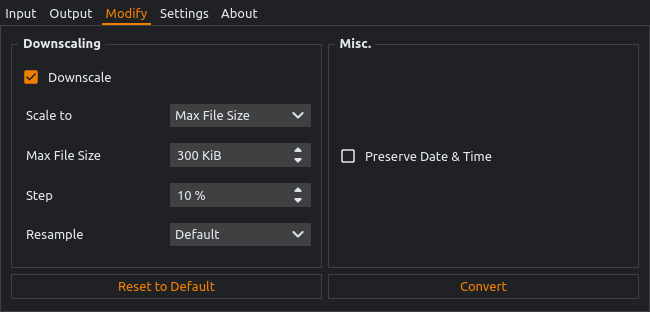 Input Output Modify Settings About
Downscaling
Downscale
Scale to Max File Size
Max File Size 300 KiB
Step 10 %
Resample Default
Reset to Default
Misc.
Preserve Date & Time
Convert